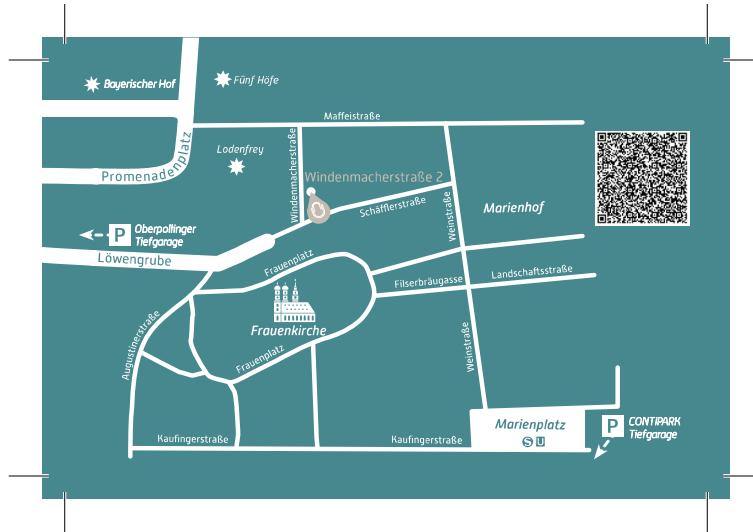 Bayerischer Hof
Fünf Höfe
Maffeistraße
Promenadenplatz
Lodenfrey
Windenmacherstraße
Windenmacherstraße 2
Schäfflerstraße
Weinstraße
Marienhof
P
Oberpollinger
Tiefgarage
Löwengrube
Frauenplatz
Filserbräugasse
Landschaftsstraße
Augustinerstraße
Frauenkirche
Frauenplatz
Weinstraße
Kaufingerstraße
Kaufingerstraße
Marienplatz
S U
P
CONTIPARK
Tiefgarage